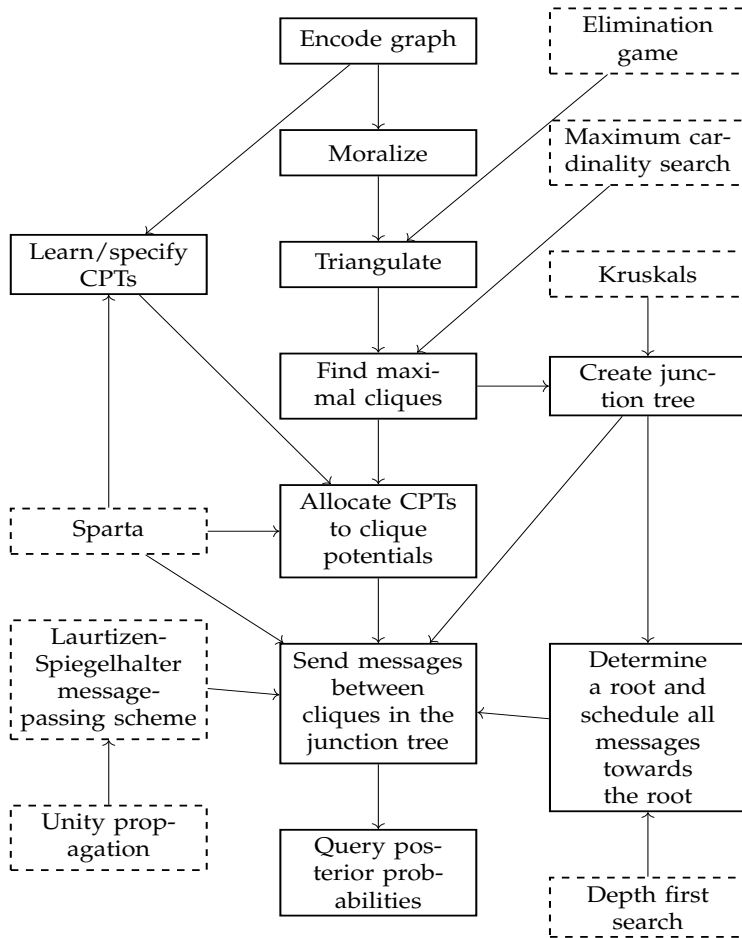 Encode graph
Elimination
game
Moralize
Maximum car-
dinality search
Learn/specify
CPTs
Triangulate
Kruskals
Find maxi-
mal cliques
Create junc-
tion tree
Sparta
Allocate CPTs
to clique
potentials
Laurtizen-
Spiegelhalter
message-
passing scheme
Send messages
between
cliques in the
junction tree
Determine
a root and
schedule all
messages
towards
the root
Unity prop-
agation
Query pos-
terior prob-
abilities
Depth first
search